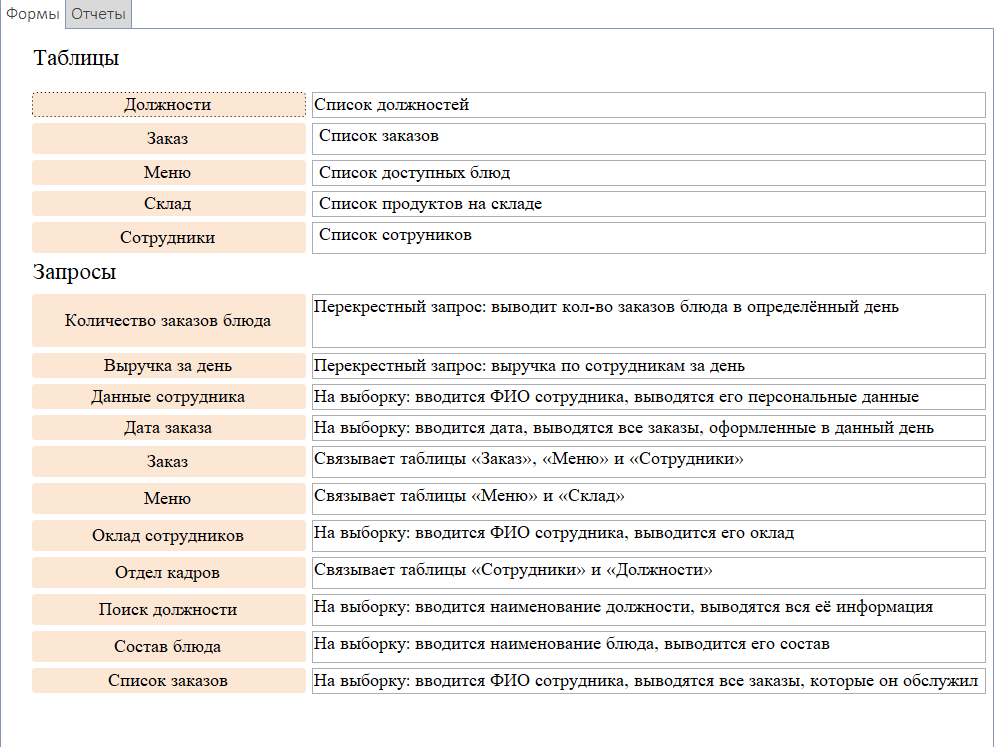 Формы Отчеты
Таблицы
Должности Список должностей
Заказ Список заказов
Меню Список доступных блюд
Склад Список продуктов на складе
Сотрудники Список сотруников
Запросы
Количество заказов блюда Перекрестный запрос: выводит кол-во заказов блюда в определённый день
Выручка за день Перекрестный запрос: выручка по сотрудникам за день
Данные сотрудника На выборку: вводится ФИО сотрудника, выводятся его персональные данные
Дата заказа На выборку: вводится дата, выводятся все заказы, оформленные в данный день
Заказ Связывает таблицы «Заказ», «Меню» и «Сотрудники»
Меню Связывает таблицы «Меню» и «Склад»
Оклад сотрудников На выборку: вводится ФИО сотрудника, выводится его оклад
Отдел кадров Связывает таблицы «Сотрудники» и «Должности»
Поиск должности На выборку: вводится наименование должности, выводятся вся её информация
Состав блюда На выборку: вводится наименование блюда, выводится его состав
Список заказов На выборку: вводится ФИО сотрудника, выводятся все заказы, которые он обслужил